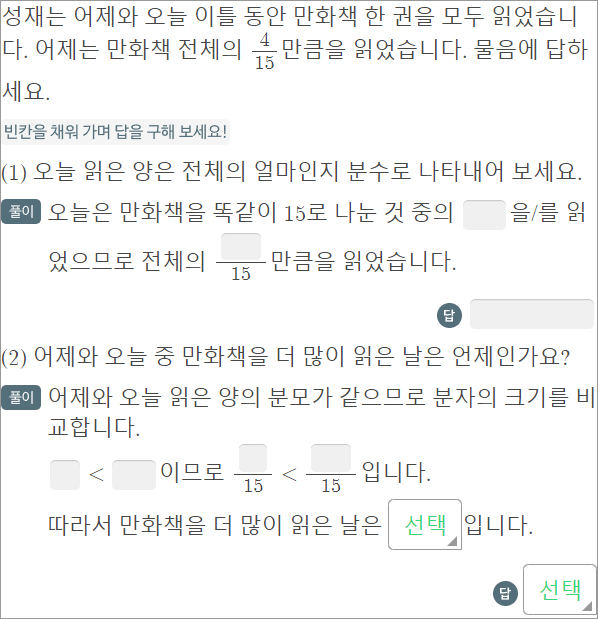 성재는 어제와 오늘 이틀 동안 만화책 한 권을 모두 읽었습니
다. 어제는 만화책 전체의 4/15 만큼을 읽었습니다. 물음에 답하
세요.
빈칸을 채워 가며 답을 구해 보세요!
(1) 오늘 읽은 양은 전체의 얼마인지 분수로 나타내어 보세요.
풀이 오늘은 만화책을 똑같이 15로 나눈 것 중의 을/를 읽
었으므로 전체의 /15 만큼을 읽었습니다.
답
(2) 어제와 오늘 중 만화책을 더 많이 읽은 날은 언제인가요?
풀이 어제와 오늘 읽은 양의 분모가 같으므로 분자의 크기를 비
교합니다.
< 이므로 /15 < /15 입니다.
따라서 만화책을 더 많이 읽은 날은 선택 입니다.
답 선택